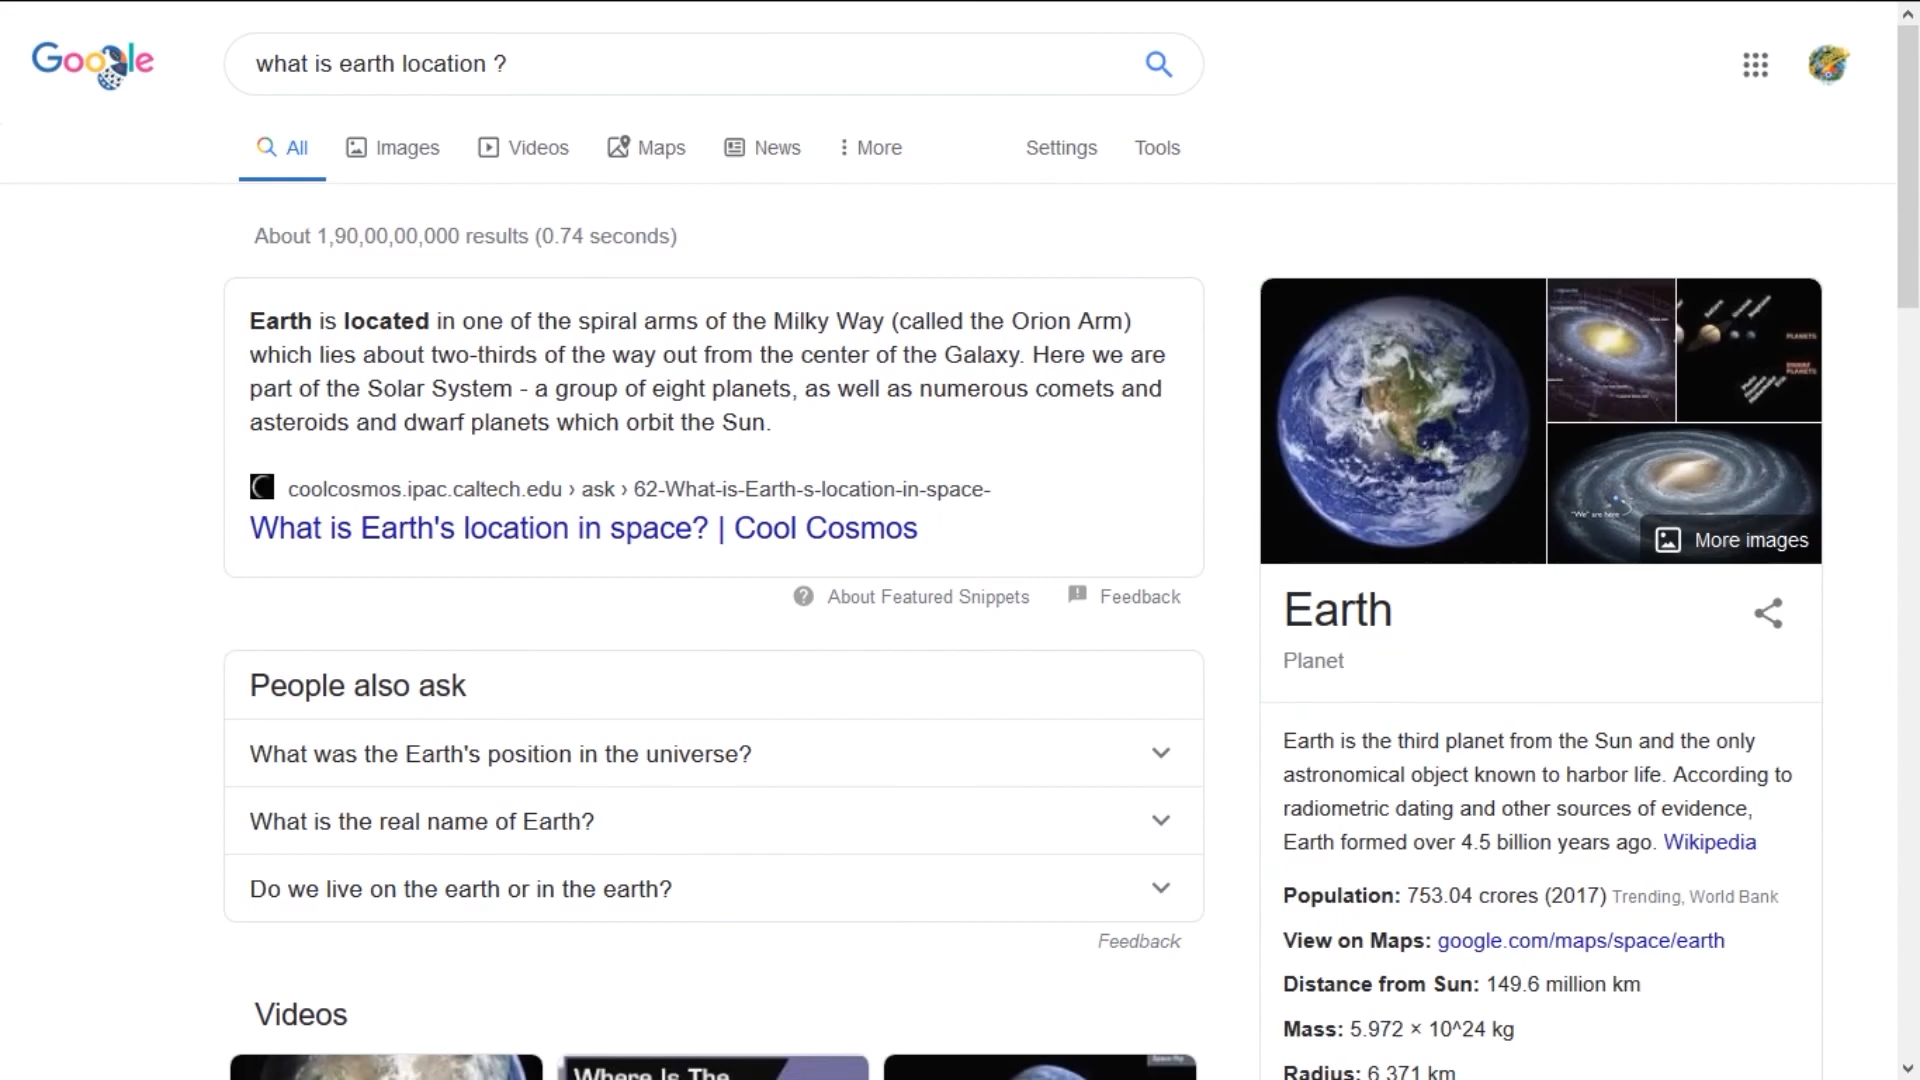 Google
what is earth location ?
All
Images
Videos
Maps
News
More
Settings
Tools
About 1,90,00,00,000 results (0.74 seconds)
Earth is located in one of the spiral arms of the Milky Way (called the Orion Arm)
which lies about two-thirds of the way out from the center of the Galaxy. Here we are
part of the Solar System - a group of eight planets, as well as numerous comets and
asteroids and dwarf planets which orbit the Sun.
coolcosmos.ipac.caltech.edu › ask › 62-What-is-Earth-s-location-in-space-
What is Earth's location in space? | Cool Cosmos
About Featured Snippets
Feedback
People also ask
What was the Earth's position in the universe?
What is the real name of Earth?
Do we live on the earth or in the earth?
Feedback
Videos
Where Is The
PLANETS
DWARF
PLANETS
"We" are here
More images
Earth
Planet
Earth is the third planet from the Sun and the only
astronomical object known to harbor life. According to
radiometric dating and other sources of evidence,
Earth formed over 4.5 billion years ago. Wikipedia
Population: 753.04 crores (2017) Trending, World Bank
View on Maps: google.com/maps/space/earth
Distance from Sun: 149.6 million km
Mass: 5.972 × 10^24 kg
Radius: 6,371 km